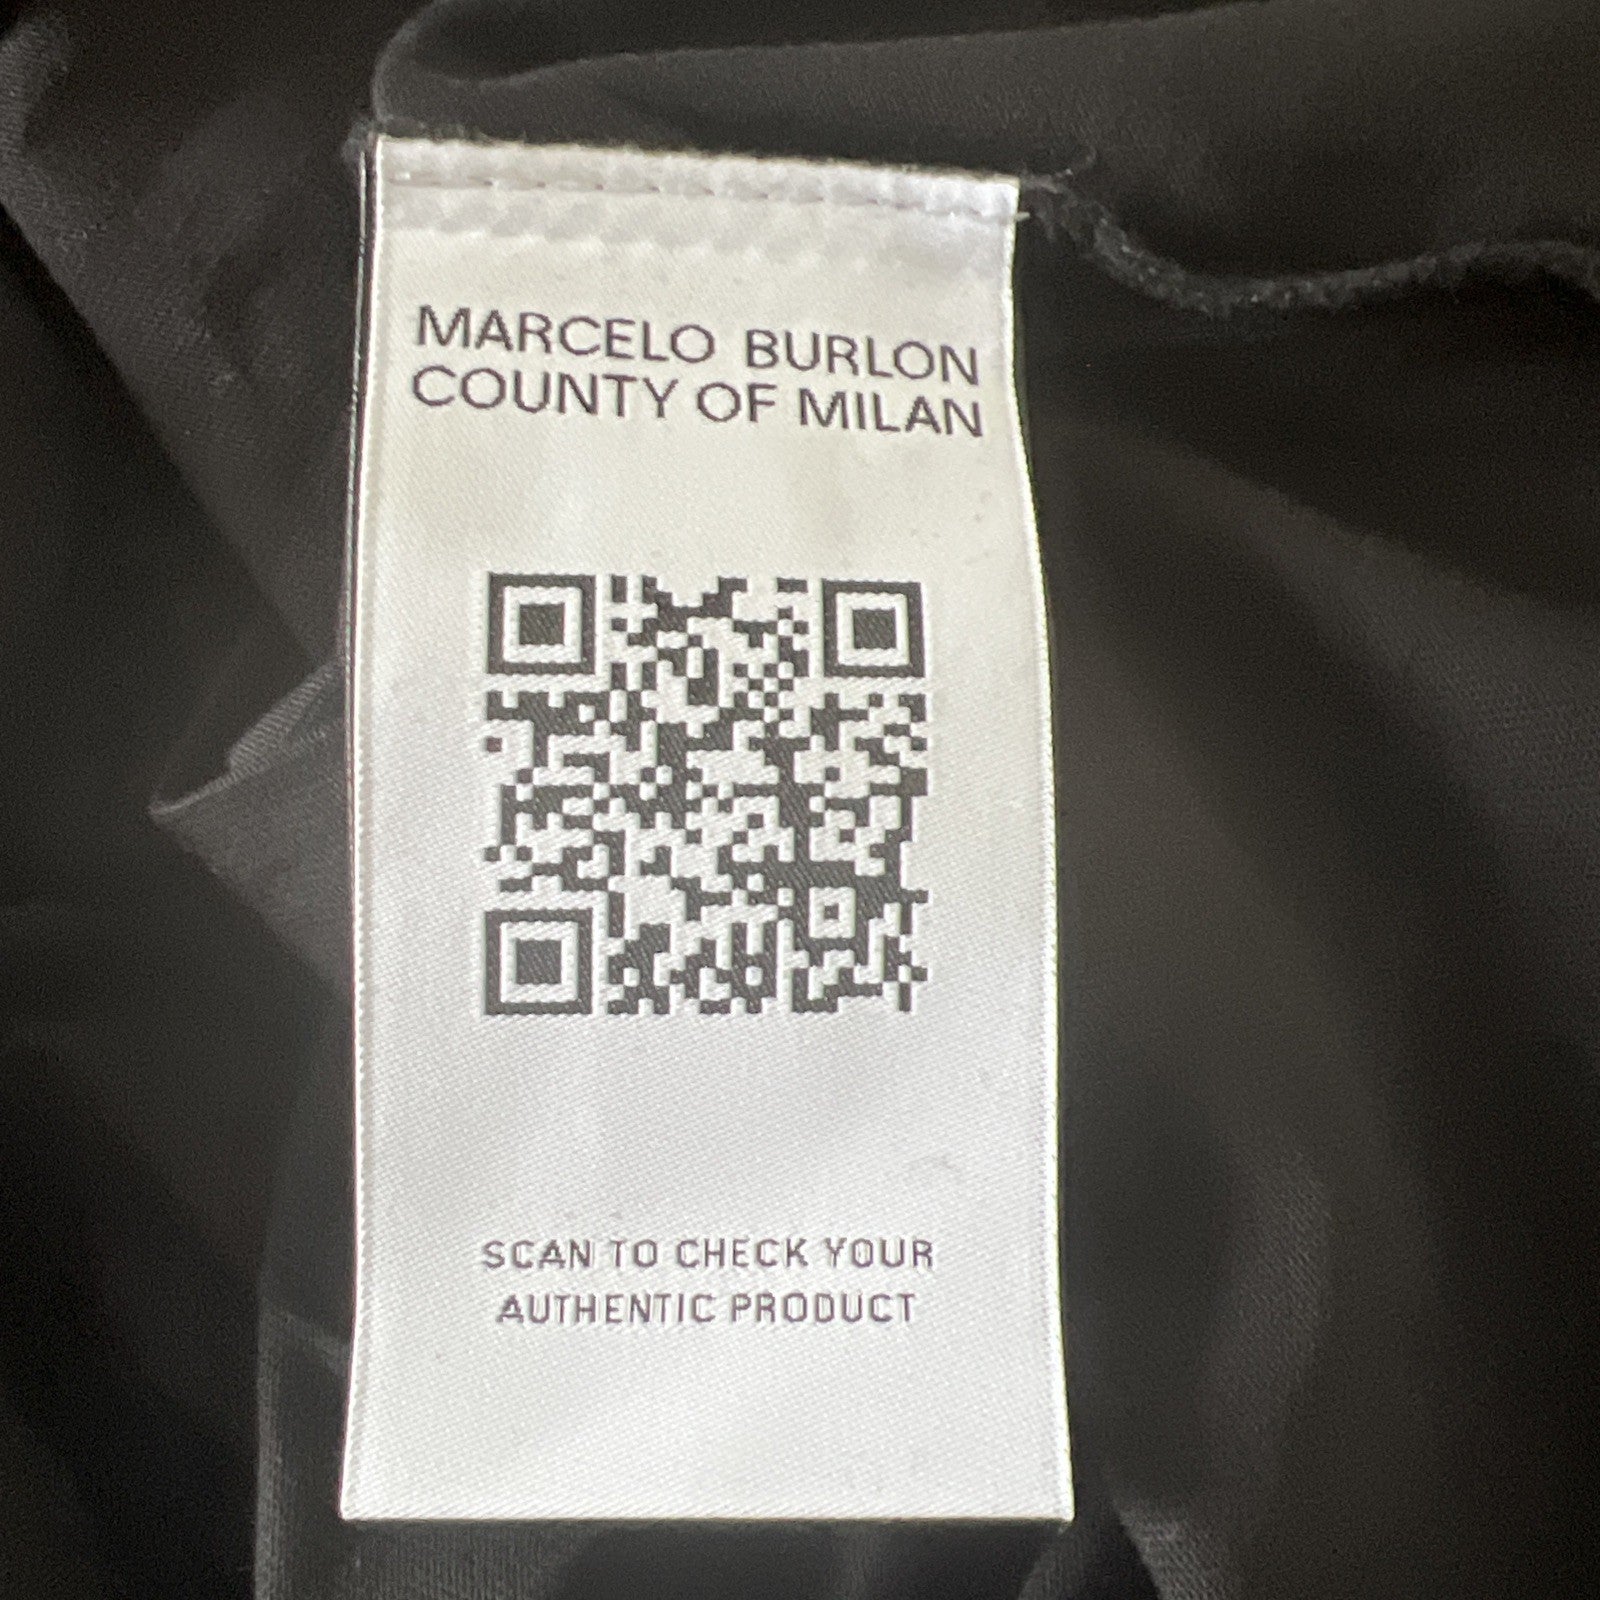 MARCELO BURLON
COUNTY OF MILAN
SCAN TO CHECK YOUR
AUTHENTIC PRODUCT